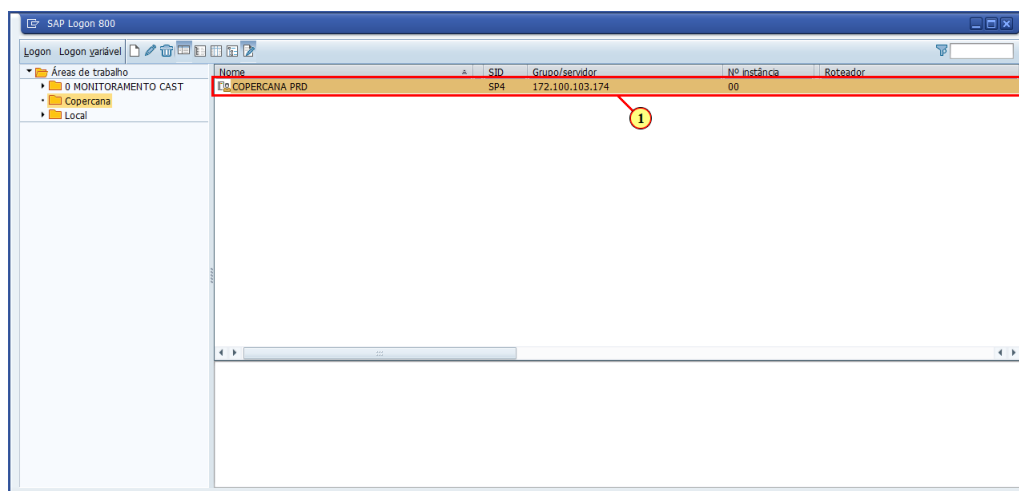 SAP Logon 800
Logon Logon variável
Áreas de trabalho
0 MONITORAMENTO CAST
Copercana
Local
Nome SID Grupo/servidor Nº instância Roteador
COPERCANA PRD SP4 172.100.103.174 00
1